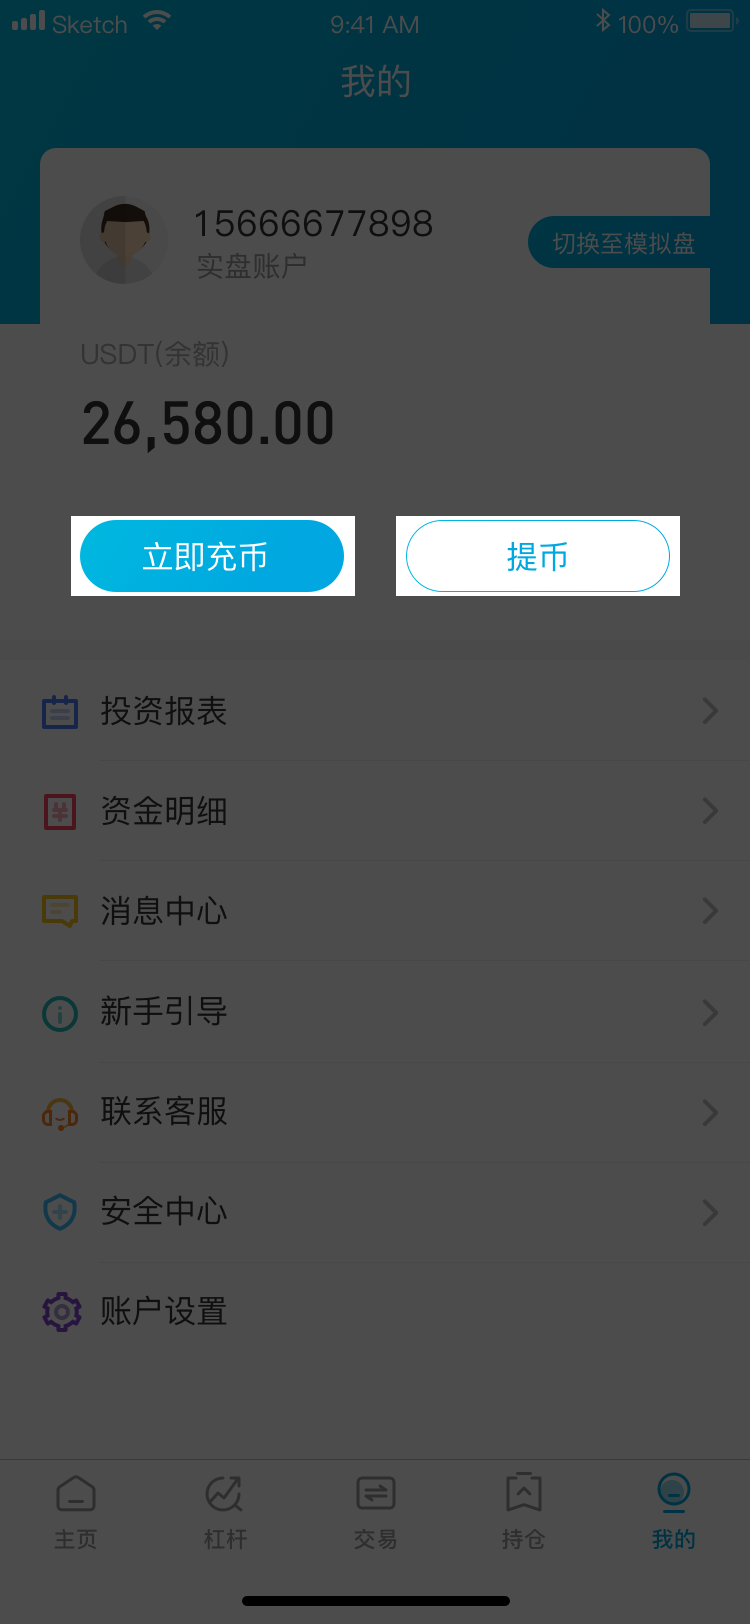 Sketch 9:41 AM 100%
我的
15666677898
实盘账户
切换至模拟盘
USDT(余额)
26,580.00
立即充币 提币
投资报表
资金明细
消息中心
新手引导
联系客服
安全中心
账户设置
主页 杠杆 交易 持仓 我的